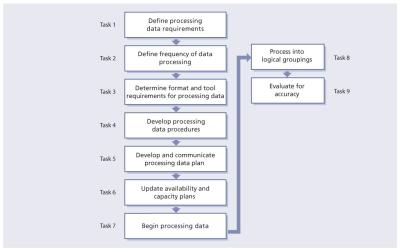 Task 1
Define processing
data requirements
Task 2
Define frequency of data
processing
Task 3
Determine format and tool
requirements for processing data
Task 4
Develop processing
data procedures
Task 5
Develop and communicate
processing data plan
Task 6
Update availability and
capacity plans
Task 7
Begin processing data
Process into
logical groupings
Task 8
Evaluate for
accuracy
Task 9